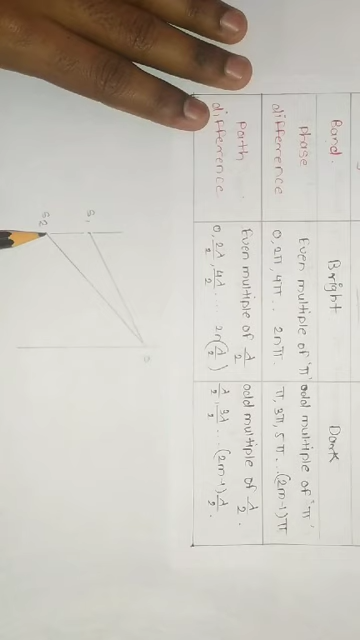 Band. Bright Dark
Phase difference Even multiple of 'π' odd multiple of 'π'
0, 2π, 4π... 2nπ. π, 3π, 5π...(2n-1)π
Path difference Even multiple of λ/2 odd multiple of λ/2.
0, 2λ/2, 4λ/2 ... 2n(λ/2) λ/2, 3λ/2 ... (2n-1)λ/2.
S₁
S₂